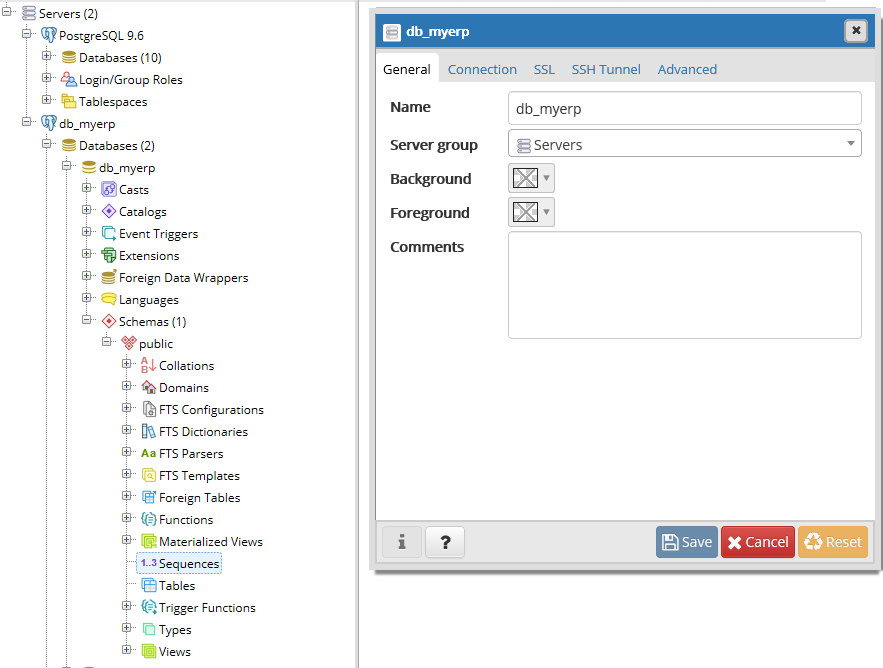 Servers (2)
PostgreSQL 9.6
Databases (10)
Login/Group Roles
Tablespaces
db_myerp
Databases (2)
db_myerp
Casts
Catalogs
Event Triggers
Extensions
Foreign Data Wrappers
Languages
Schemas (1)
public
Collations
Domains
FTS Configurations
FTS Dictionaries
Aa FTS Parsers
FTS Templates
Foreign Tables
Functions
Materialized Views
1..3 Sequences
Tables
Trigger Functions
Types
Views
db_myerp
General Connection SSL SSH Tunnel Advanced
Name db_myerp
Server group Servers
Background
Foreground
Comments
i ? Save Cancel Reset